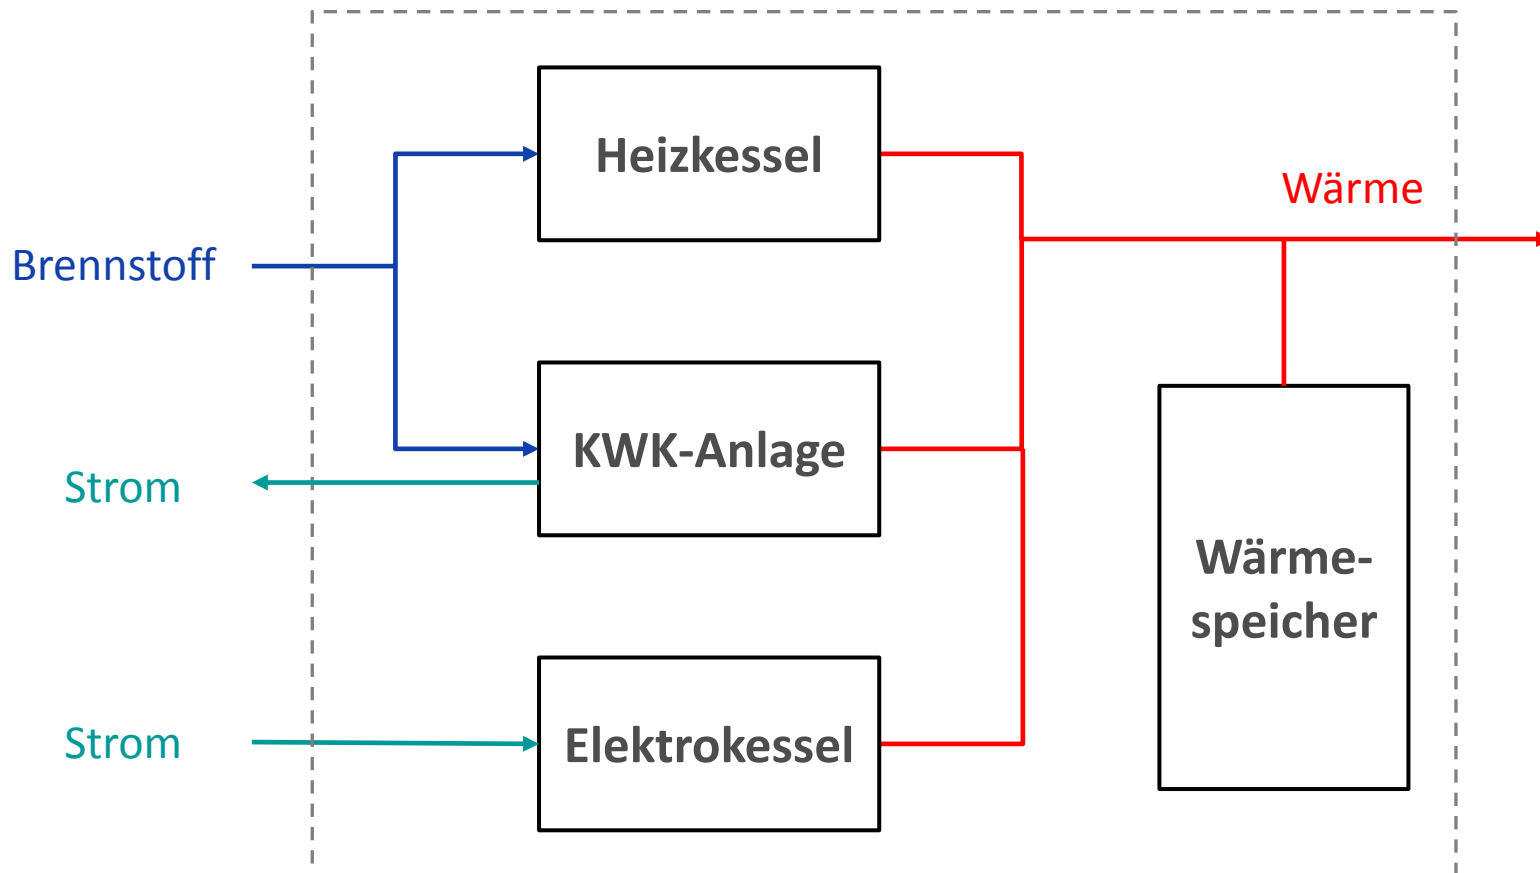 Heizkessel
Wärme
Brennstoff
KWK-Anlage
Strom
Wärme-
speicher
Strom
Elektrokessel